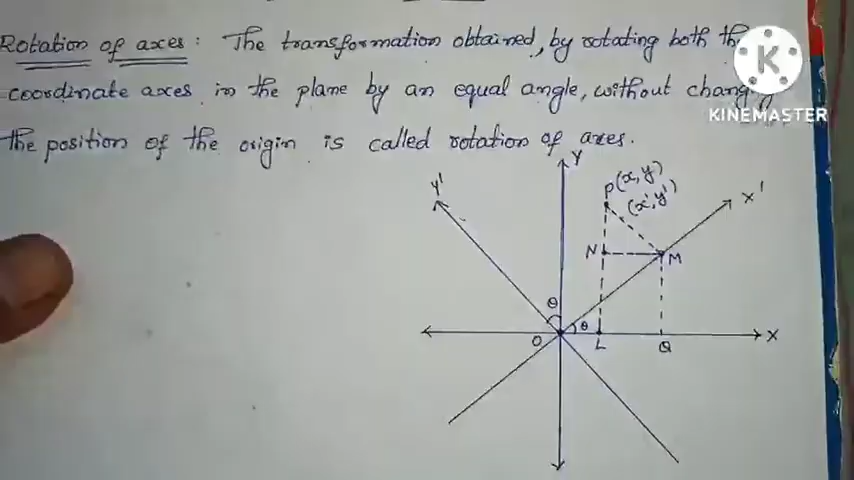 Rotation of axes: The transformation obtained, by rotating both the
coordinate axes in the plane by an equal angle, without changing
the position of the origin is called rotation of axes.
K
KINEMASTER
Y
Y'
P(x,y)
(x',y')
X'
N
M
θ
θ
O
L
Q
X